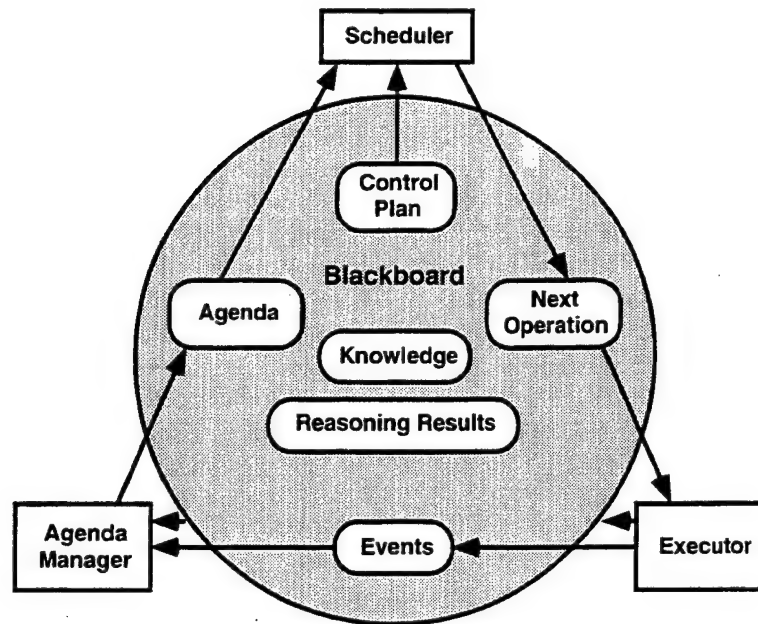 Scheduler
Control
Plan
Blackboard
Agenda
Next
Operation
Knowledge
Reasoning Results
Agenda
Manager
Events
Executor